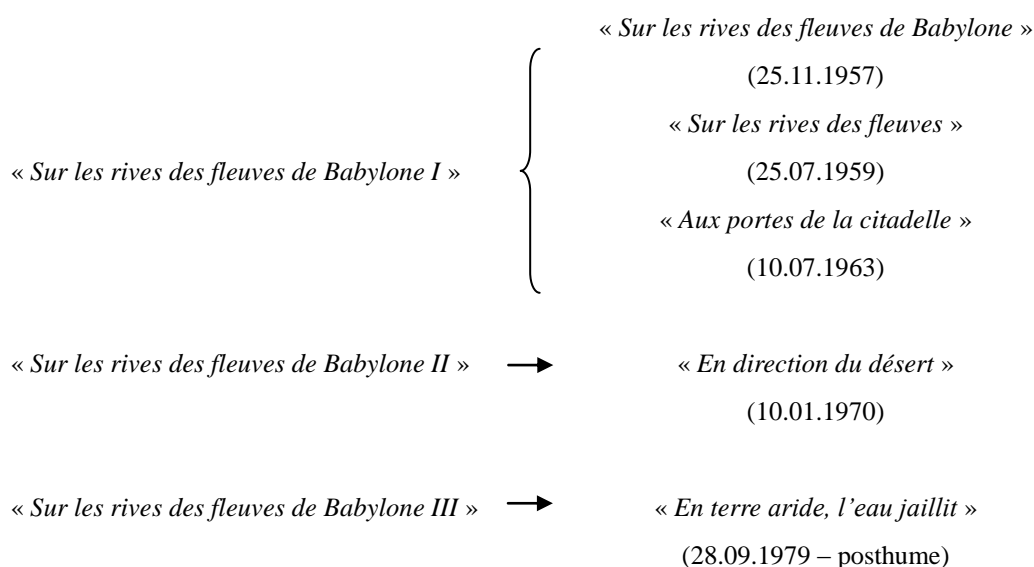 « Sur les rives des fleuves de Babylone »
(25.11.1957)
« Sur les rives des fleuves »
« Sur les rives des fleuves de Babylone I »
(25.07.1959)
« Aux portes de la citadelle »
(10.07.1963)
« Sur les rives des fleuves de Babylone II »
« En direction du désert »
(10.01.1970)
« Sur les rives des fleuves de Babylone III »
« En terre aride, l’eau jaillit »
(28.09.1979 – posthume)